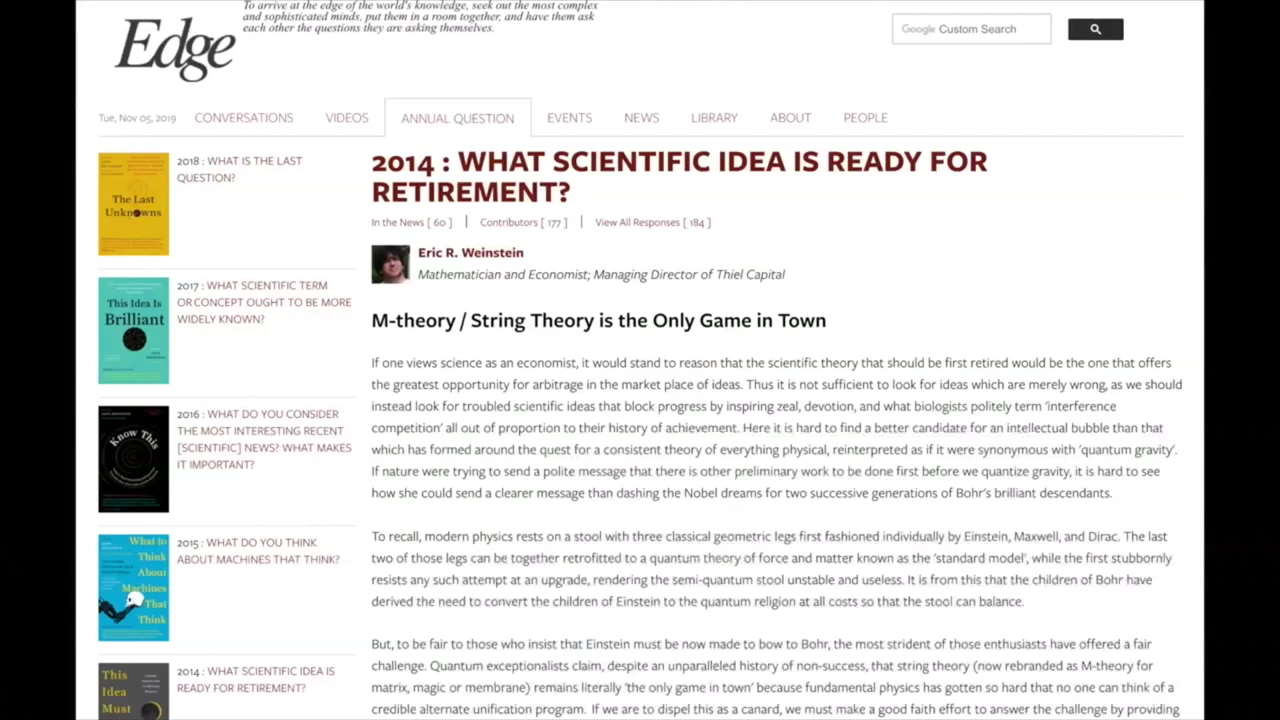 To arrive at the edge of the world's knowledge, seek out the most complex
and sophisticated minds, put them in a room together, and have them ask
each other the questions they are asking themselves.
Edge
Google Custom Search
Tue, Nov 05, 2019
CONVERSATIONS
VIDEOS
ANNUAL QUESTION
EVENTS
NEWS
LIBRARY
ABOUT
PEOPLE
The Last
Unknowns
2018 : WHAT IS THE LAST
QUESTION?
This Idea Is
Brilliant
2017 : WHAT SCIENTIFIC TERM
OR CONCEPT OUGHT TO BE MORE
WIDELY KNOWN?
Know This
2016 : WHAT DO YOU CONSIDER
THE MOST INTERESTING RECENT
[SCIENTIFIC] NEWS? WHAT MAKES
IT IMPORTANT?
What to
Think
About
Machines
That
Think
2015 : WHAT DO YOU THINK
ABOUT MACHINES THAT THINK?
This
Idea
Must
2014 : WHAT SCIENTIFIC IDEA IS
READY FOR RETIREMENT?
2014 : WHAT SCIENTIFIC IDEA IS READY FOR
RETIREMENT?
In the News [ 60 ] | Contributors [ 177 ] | View All Responses [ 184 ]
Eric R. Weinstein
Mathematician and Economist; Managing Director of Thiel Capital
M-theory / String Theory is the Only Game in Town
If one views science as an economist, it would stand to reason that the scientific theory that should be first retired would be the one that offers
the greatest opportunity for arbitrage in the market place of ideas. Thus it is not sufficient to look for ideas which are merely wrong, as we should
instead look for troubled scientific ideas that block progress by inspiring zeal, devotion, and what biologists politely term 'interference
competition' all out of proportion to their history of achievement. Here it is hard to find a better candidate for an intellectual bubble than that
which has formed around the quest for a consistent theory of everything physical, reinterpreted as if it were synonymous with 'quantum gravity'.
If nature were trying to send a polite message that there is other preliminary work to be done first before we quantize gravity, it is hard to see
how she could send a clearer message than dashing the Nobel dreams for two successive generations of Bohr's brilliant descendants.
To recall, modern physics rests on a stool with three classical geometric legs first fashioned individually by Einstein, Maxwell, and Dirac. The last
two of those legs can be together retrofitted to a quantum theory of force and matter known as the 'standard model', while the first stubbornly
resists any such attempt at an upgrade, rendering the semi-quantum stool unstable and useless. It is from this that the children of Bohr have
derived the need to convert the children of Einstein to the quantum religion at all costs so that the stool can balance.
But, to be fair to those who insist that Einstein must be now made to bow to Bohr, the most strident of those enthusiasts have offered a fair
challenge. Quantum exceptionalists claim, despite an unparalleled history of non-success, that string theory (now rebranded as M-theory for
matrix, magic or membrane) remains literally 'the only game in town' because fundamental physics has gotten so hard that no one can think of a
credible alternate unification program. If we are to dispel this as a canard, we must make a good faith effort to answer the challenge by providing